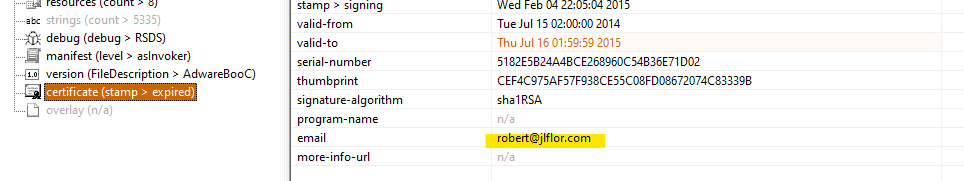 resources (count > 8)
abc strings (count > 5335)
debug (debug > RSDS)
manifest (level > asInvoker)
1.0 version (FileDescription > AdwareBooC)
certificate (stamp > expired)
overlay (n/a)
stamp > signing Wed Feb 04 22:05:04 2015
valid-from Tue Jul 15 02:00:00 2014
valid-to Thu Jul 16 01:59:59 2015
serial-number 5182E5B24A4BCE268960C54B36E71D02
thumbprint CEF4C975AF57F938CE55C08FD08672074C83339B
signature-algorithm sha1RSA
program-name n/a
email robert@jlflor.com
more-info-url n/a